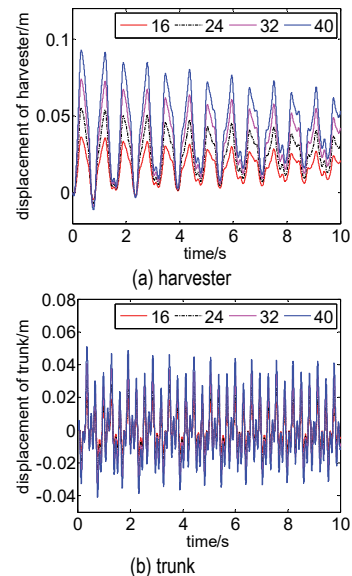 16 24 32 40
0.1
0.05
0
displacement of harvester/m
0 2 4 6 8 10
time/s
(a) harvester
16 24 32 40
0.08
0.06
0.04
0.02
0
-0.02
-0.04
displacement of trunk/m
0 2 4 6 8 10
time/s
(b) trunk